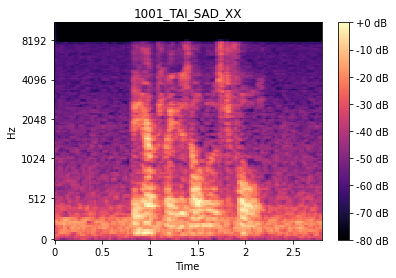 1001_TAI_SAD_XX
+0 dB
8192
-10 dB
4096
-20 dB
-30 dB
2048
Hz
-40 dB
1024
-50 dB
512
-60 dB
-70 dB
0
-80 dB
0 0.5 1 1.5 2 2.5
Time